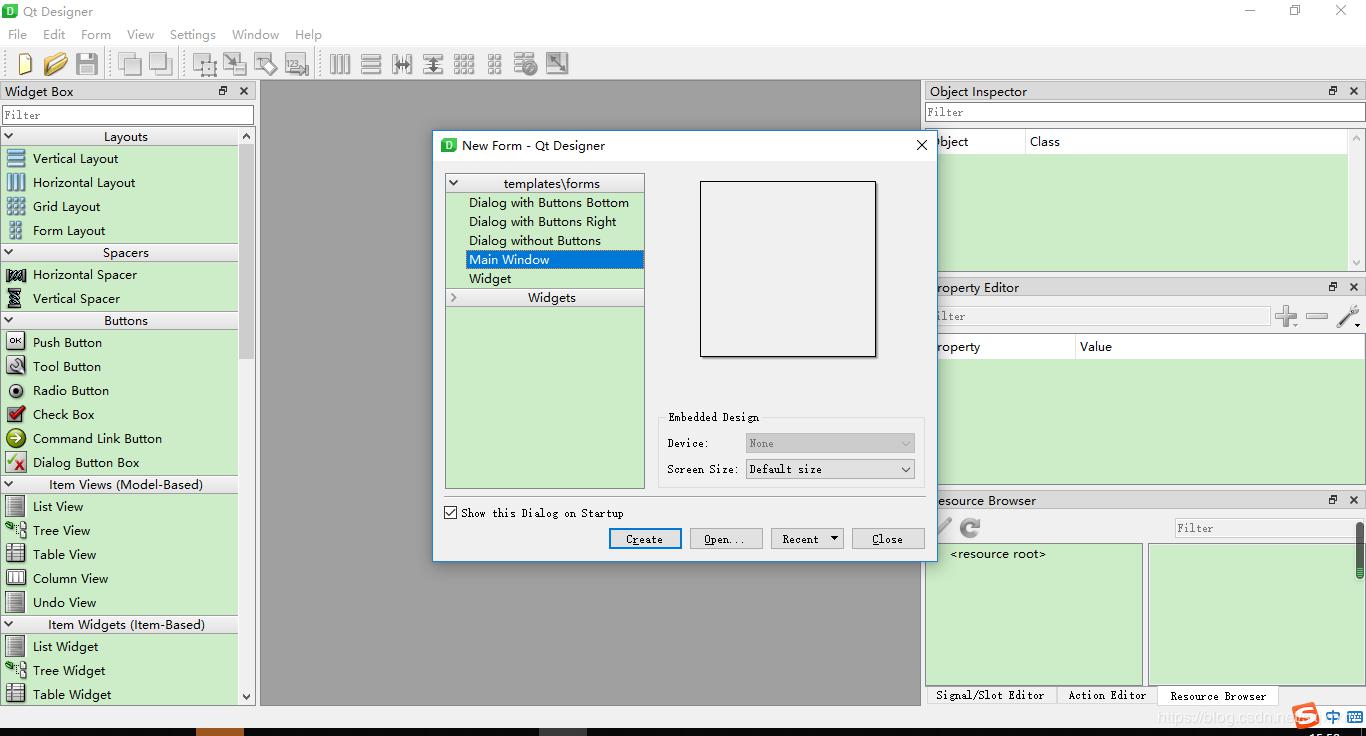 Qt Designer
File Edit Form View Settings Window Help
Widget Box
Filter
Layouts
Vertical Layout
Horizontal Layout
Grid Layout
Form Layout
Spacers
Horizontal Spacer
Vertical Spacer
Buttons
OK Push Button
Tool Button
Radio Button
Check Box
Command Link Button
Dialog Button Box
Item Views (Model-Based)
List View
Tree View
Table View
Column View
Undo View
Item Widgets (Item-Based)
List Widget
Tree Widget
Table Widget
New Form - Qt Designer
templates\forms
Dialog with Buttons Bottom
Dialog with Buttons Right
Dialog without Buttons
Main Window
Widget
Widgets
Embedded Design
Device: None
Screen Size: Default size
Show this Dialog on Startup
Create Open... Recent Close
Object Inspector
Filter
bject Class
roperty Editor
ilter
roperty Value
esource Browser
Filter
<resource root>
Signal/Slot Editor Action Editor Resource Browser
https://blog.csdn.ne
中